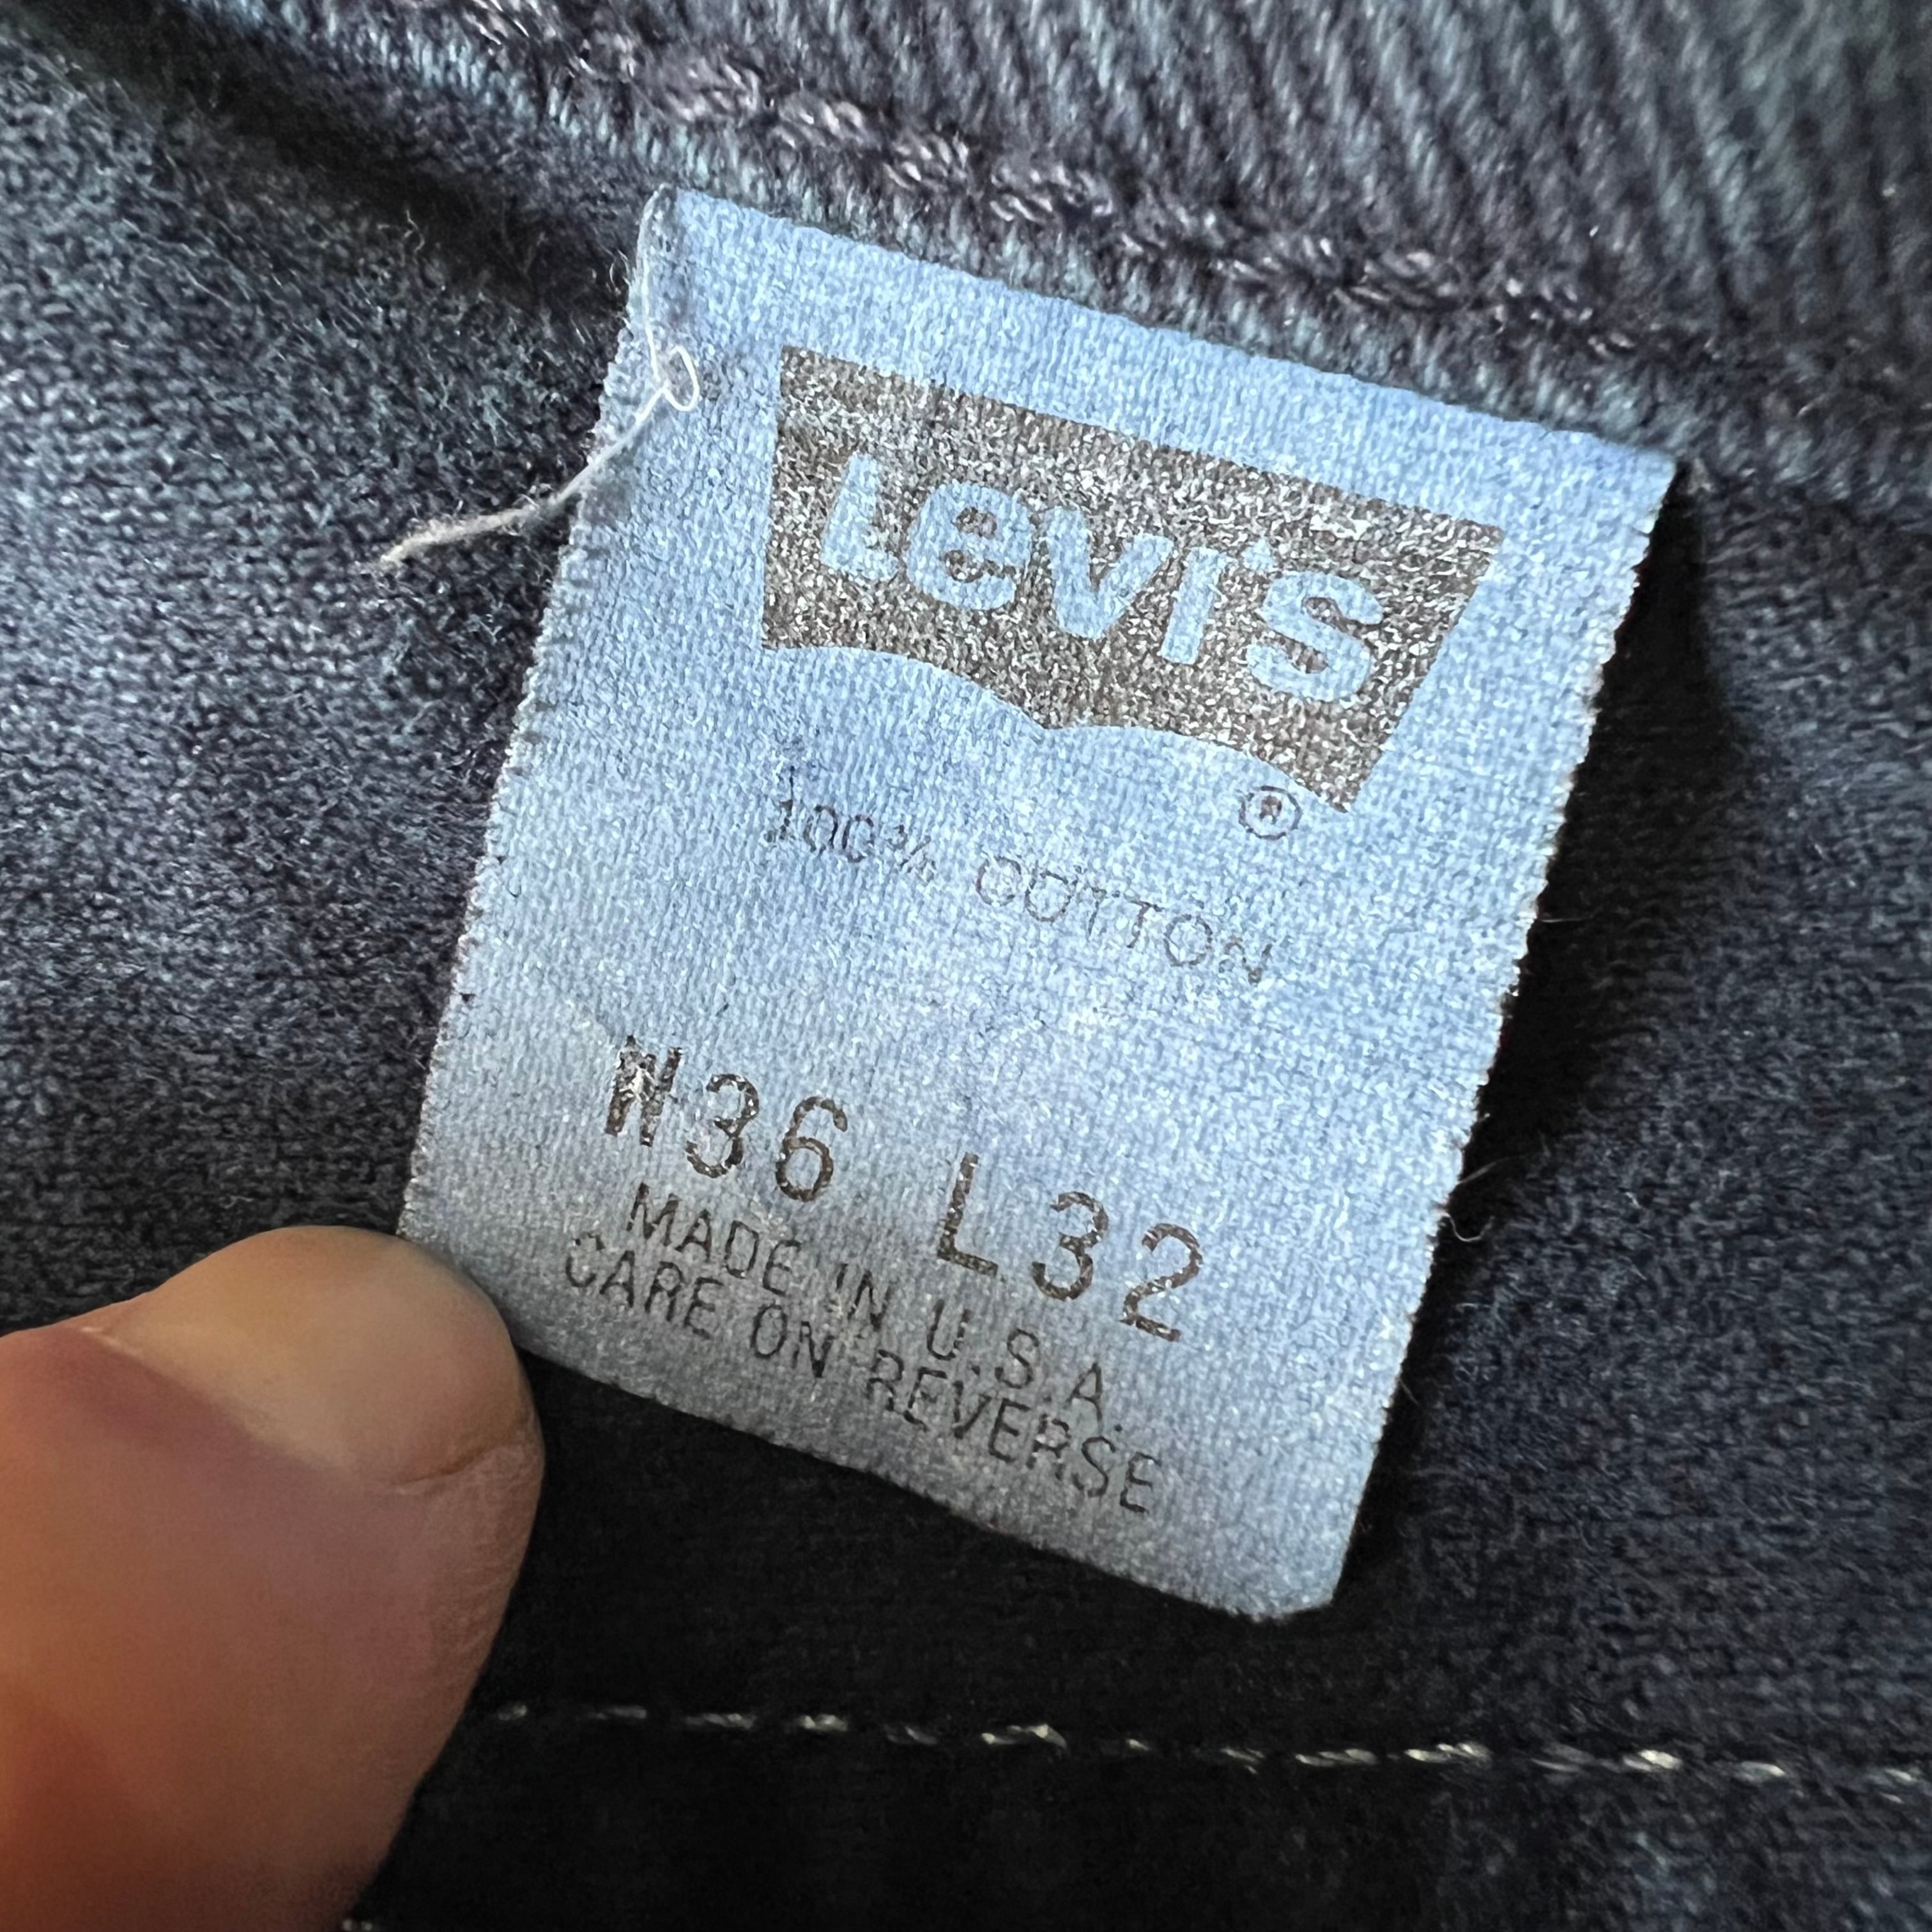 Levi's
®
100% COTTON
W36 L32
MADE IN U.S.A.
CARE ON REVERSE